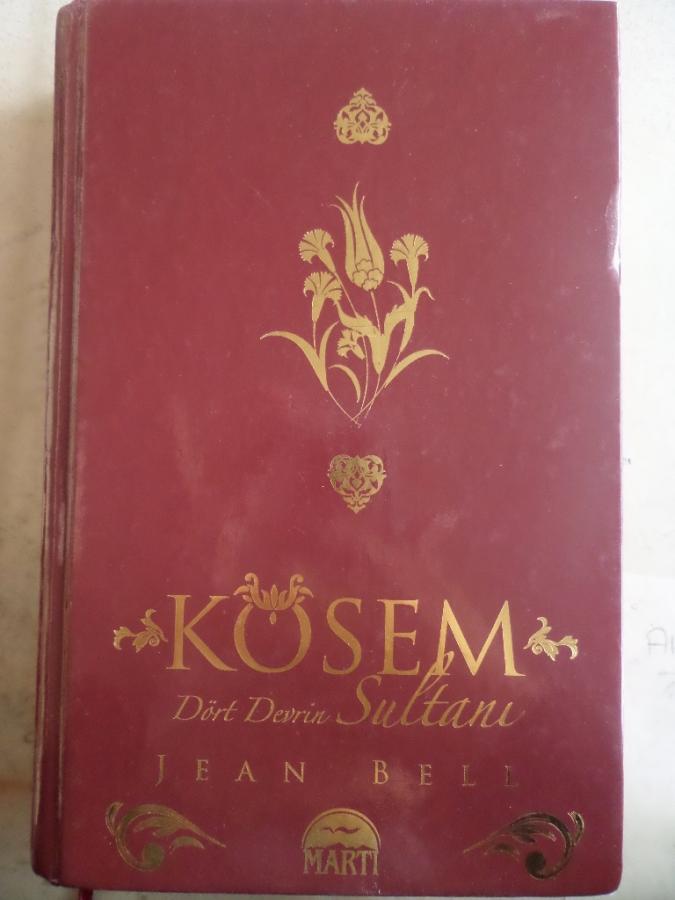 KÖSEM
Dört Devrin Sultanı
JEAN BELL
MARTI